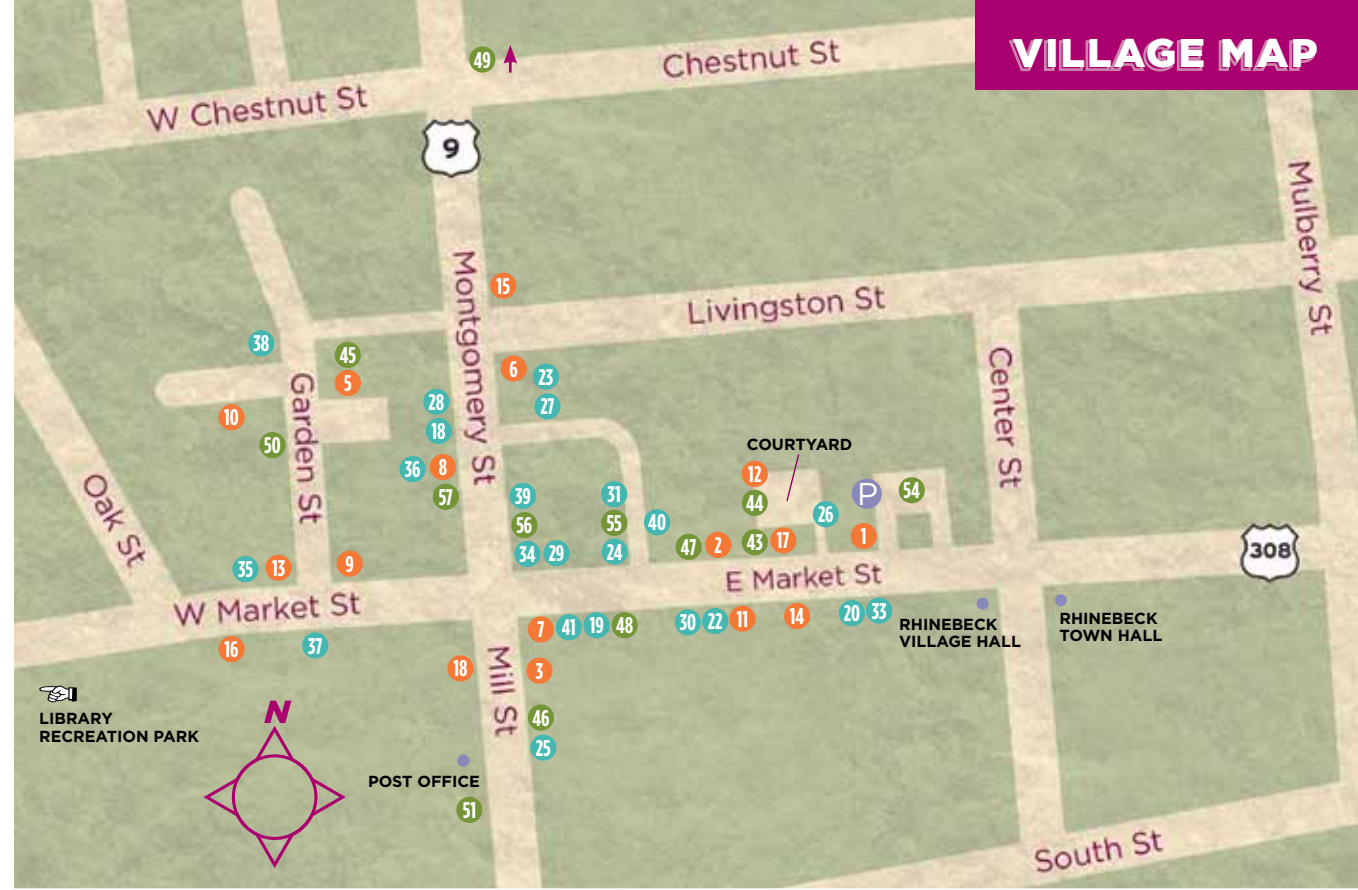 VILLAGE MAP
49
Chestnut St
W Chestnut St
9
Mulberry St
Montgomery St
15
Livingston St
38
45
6
23
5
Garden St
Center St
28
27
10
18
50
COURTYARD
36
8
12
Oak St
57
39
31
44
P
54
56
55
40
26
34
29
24
47
2
43
17
1
308
35
13
9
E Market St
W Market St
16
37
7
41
19
48
30
22
11
14
20
33
RHINEBECK
VILLAGE HALL
RHINEBECK
TOWN HALL
18
3
Mill St
LIBRARY
RECREATION PARK
N
46
25
POST OFFICE
51
South St